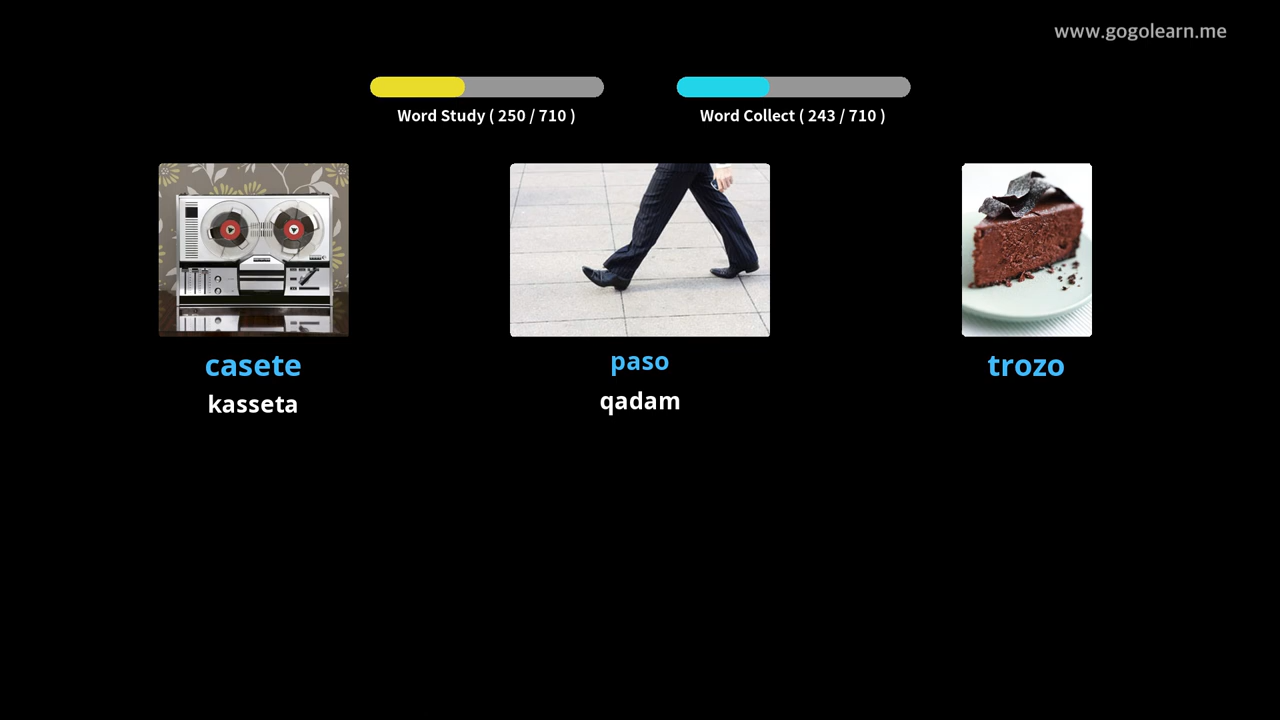 www.gogolearn.me
Word Study ( 250 / 710 )
Word Collect ( 243 / 710 )
casete
kasseta
paso
qadam
trozo